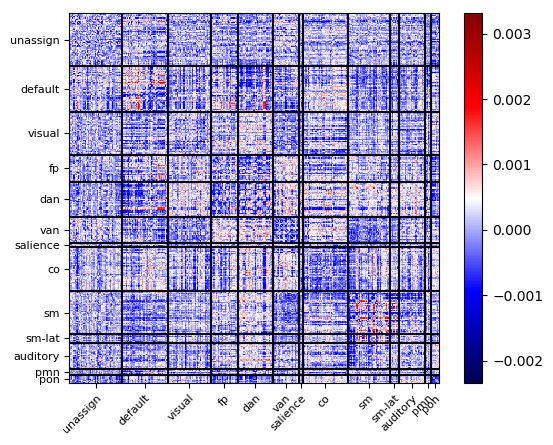 unassign
default
visual
fp
dan
van
salience
co
sm
sm-lat
auditory
pmn
pon
unassign
default
visual
fp
dan
van
salience
co
sm
sm-lat
auditory
pmn
pon
0.003
0.002
0.001
0.000
−0.001
−0.002